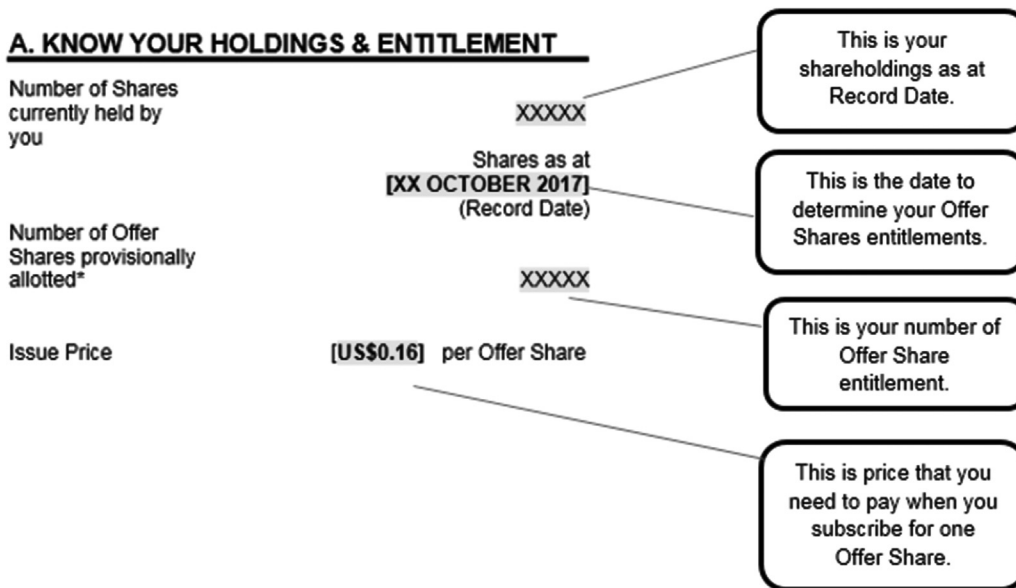 A. KNOW YOUR HOLDINGS & ENTITLEMENT
Number of Shares
currently held by
you
XXXXX
Shares as at
[XX OCTOBER 2017]
(Record Date)
Number of Offer
Shares provisionally
allotted*
XXXXX
Issue Price [US$0.16] per Offer Share
This is your
shareholdings as at
Record Date.
This is the date to
determine your Offer
Shares entitlements.
This is your number of
Offer Share
entitlement.
This is price that you
need to pay when you
subscribe for one
Offer Share.